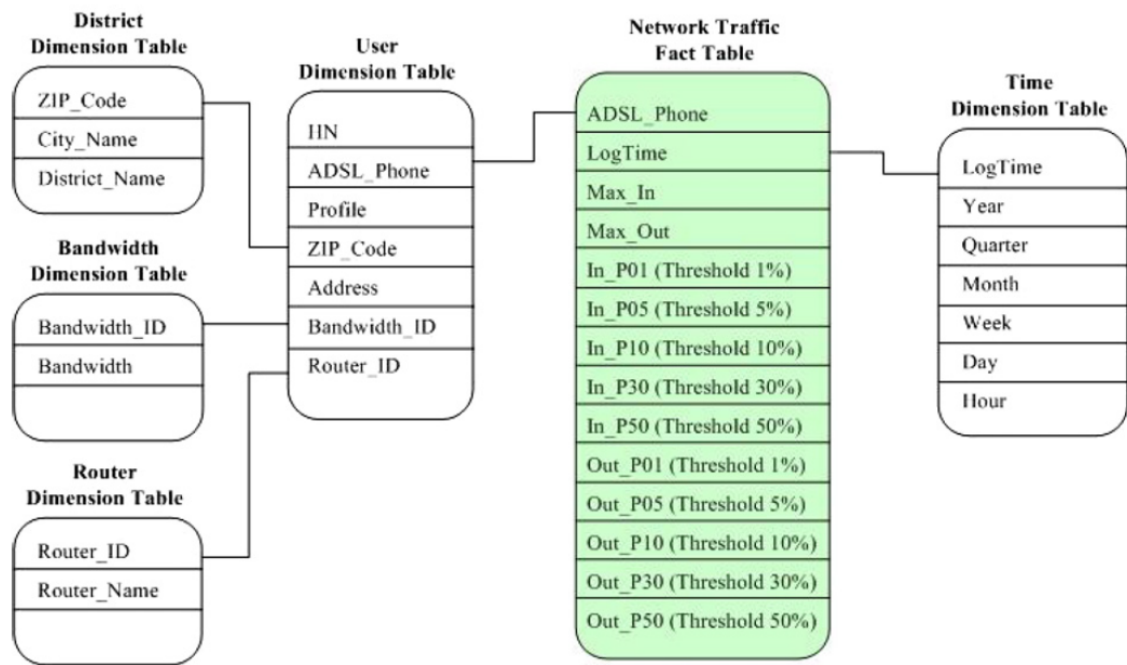 District
Dimension Table
ZIP_Code
City_Name
District_Name
Bandwidth
Dimension Table
Bandwidth_ID
Bandwidth
Router
Dimension Table
Router_ID
Router_Name
User
Dimension Table
HN
ADSL_Phone
Profile
ZIP_Code
Address
Bandwidth_ID
Router_ID
Network Traffic
Fact Table
ADSL_Phone
LogTime
Max_In
Max_Out
In_P01 (Threshold 1%)
In_P05 (Threshold 5%)
In_P10 (Threshold 10%)
In_P30 (Threshold 30%)
In_P50 (Threshold 50%)
Out_P01 (Threshold 1%)
Out_P05 (Threshold 5%)
Out_P10 (Threshold 10%)
Out_P30 (Threshold 30%)
Out_P50 (Threshold 50%)
Time
Dimension Table
LogTime
Year
Quarter
Month
Week
Day
Hour